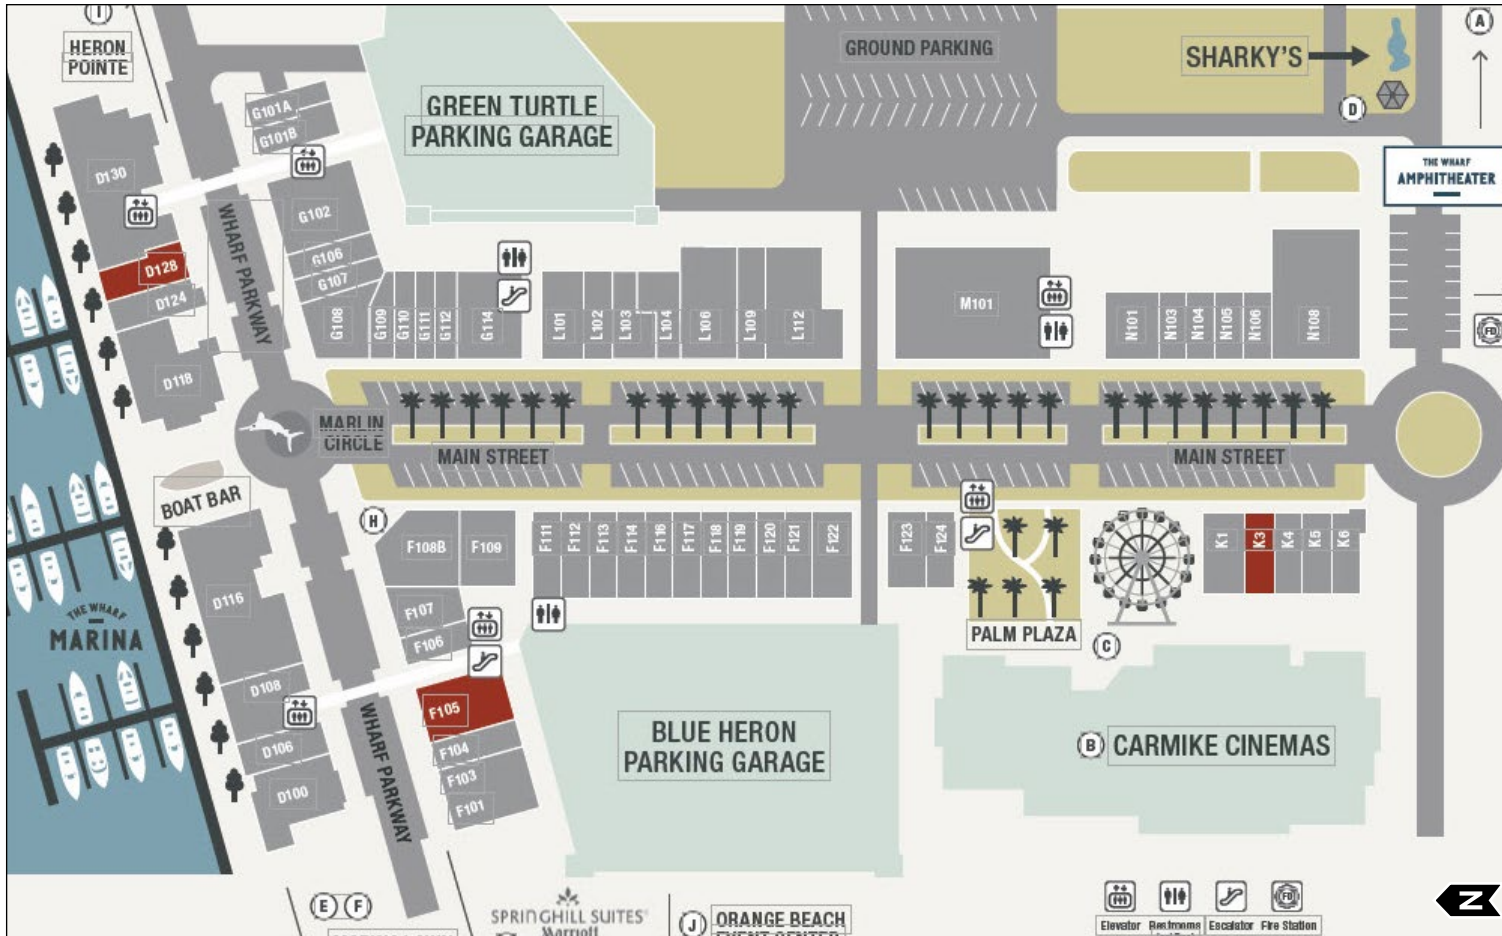 I
HERON
POINTE
A
GROUND PARKING
SHARKY'S
D
G101A
G101B
GREEN TURTLE
PARKING GARAGE
D130
THE WHARF
AMPHITHEATER
G102
WHARF PARKWAY
G106
G107
D128
D124
G108
G109
G110
G111
G112
G114
L101
L102
L103
L104
L106
L109
L112
M101
N101
N103
N104
N105
N106
N108
FD
D118
MARLIN
CIRCLE
MAIN STREET
MAIN STREET
BOAT BAR
H
F108B
F109
F111
F112
F113
F114
F116
F117
F118
F119
F120
F121
F122
F123
F124
K1
K3
K4
K5
K6
D116
F107
F106
THE WHARF
MARINA
PALM PLAZA
C
D108
F105
WHARF PARKWAY
D106
F104
F103
F101
D100
BLUE HERON
PARKING GARAGE
B
CARMIKE CINEMAS
E
F
SPRINGHILL SUITES
Marriott
J
ORANGE BEACH
EVENT CENTER
FD
Elevator
Restrooms
Escalator
Fire Station
N